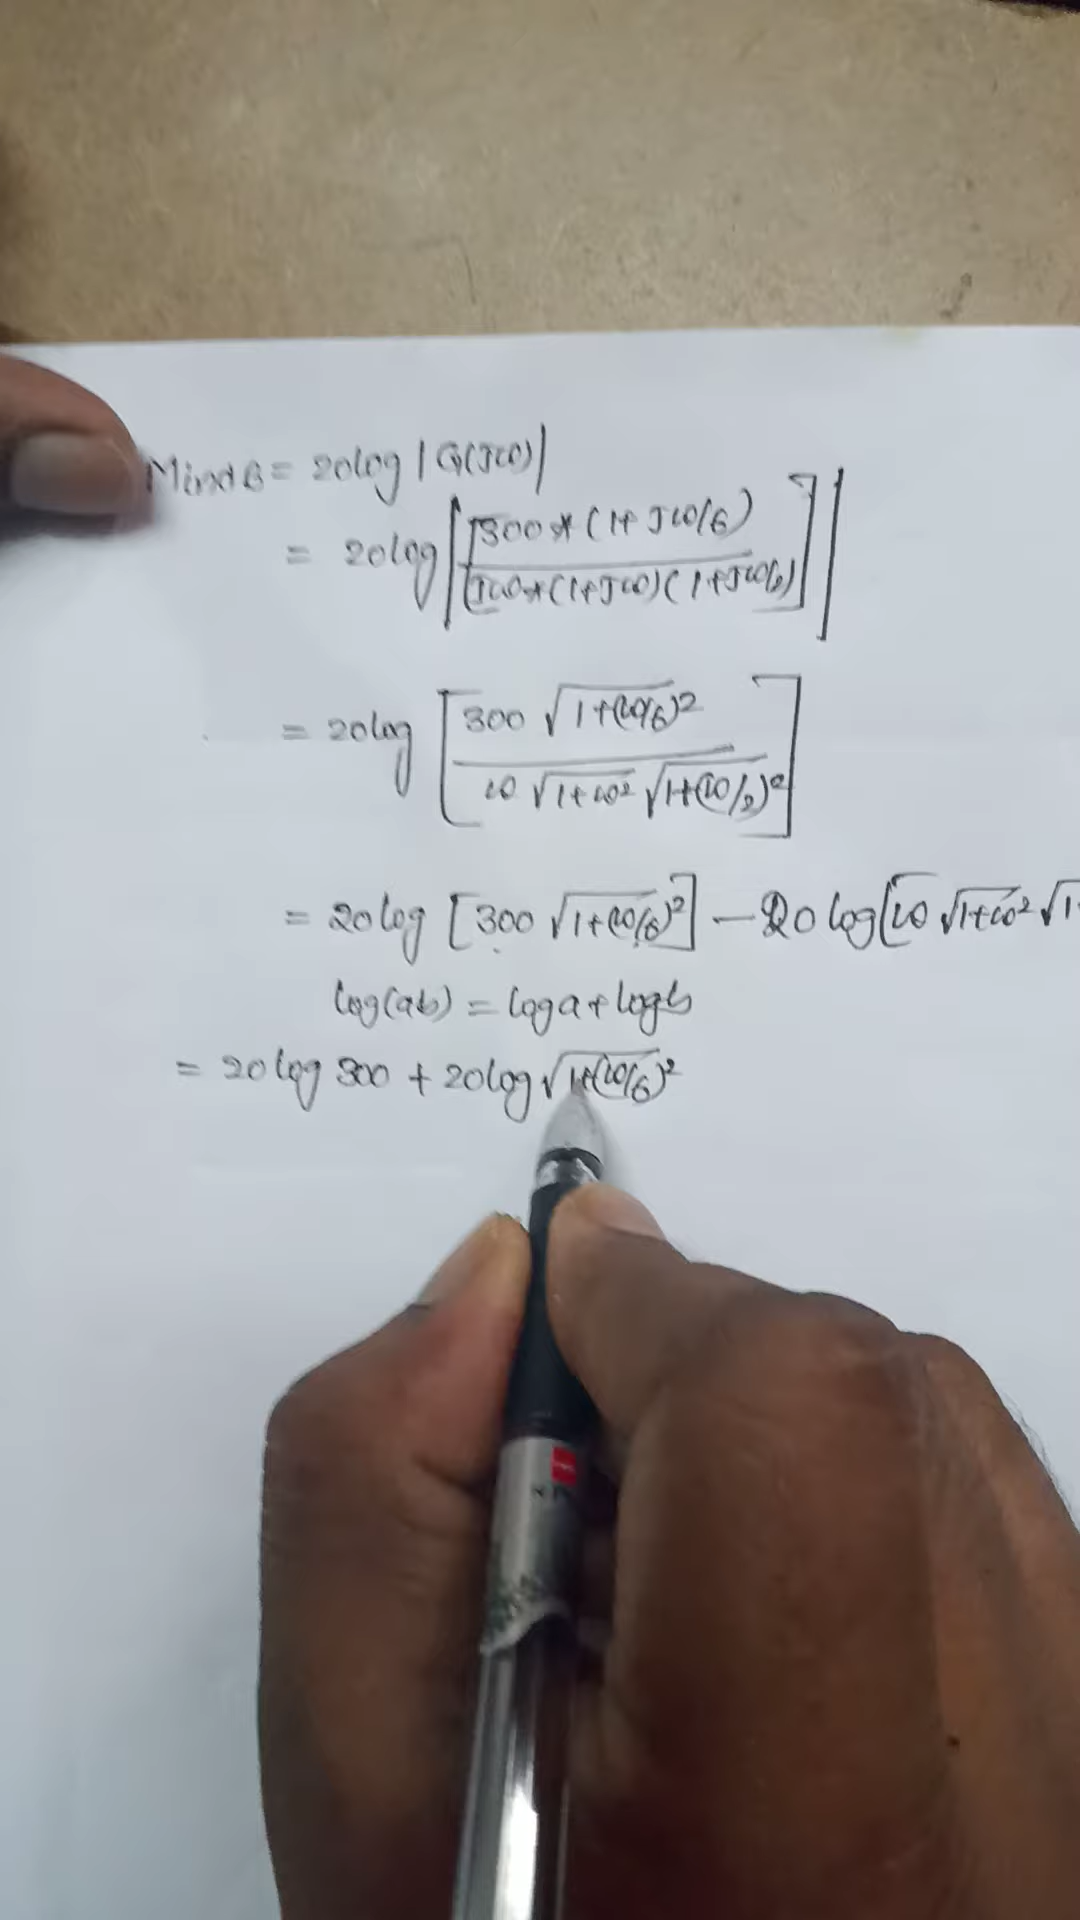 M in dB = 20log |G(Jω)|
= 20log |[300*(1+Jω/6) / Jω*(1+Jω)(1+Jω/2)]|
= 20log [300 √1+(ω/6)² / ω √1+ω² √1+(ω/2)²]
= 20log [300 √1+(ω/6)²] – 20 log[ω √1+ω² √1+
log(ab) = loga + logb
= 20log 300 + 20log √1+(ω/6)²